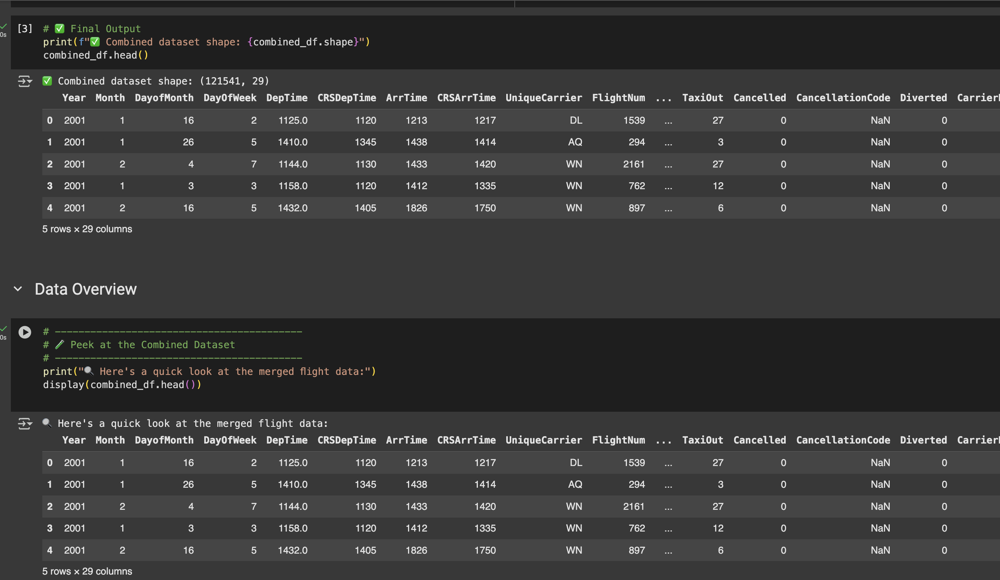 [3] # ✅ Final Output
0s
print(f"✅ Combined dataset shape: {combined_df.shape}")
combined_df.head()
✅ Combined dataset shape: (121541, 29)
Year Month DayofMonth DayOfWeek DepTime CRSDepTime ArrTime CRSArrTime UniqueCarrier FlightNum ... TaxiOut Cancelled CancellationCode Diverted Carrier
0 2001 1 16 2 1125.0 1120 1213 1217 DL 1539 ... 27 0 NaN 0
1 2001 1 26 5 1410.0 1345 1438 1414 AQ 294 ... 3 0 NaN 0
2 2001 2 4 7 1144.0 1130 1433 1420 WN 2161 ... 27 0 NaN 0
3 2001 1 3 3 1158.0 1120 1412 1335 WN 762 ... 12 0 NaN 0
4 2001 2 16 5 1432.0 1405 1826 1750 WN 897 ... 6 0 NaN 0
5 rows × 29 columns
Data Overview
# ------------------------------------------
0s
# 🧪 Peek at the Combined Dataset
# ------------------------------------------
print("🔍 Here's a quick look at the merged flight data:")
display(combined_df.head())
🔍 Here's a quick look at the merged flight data:
Year Month DayofMonth DayOfWeek DepTime CRSDepTime ArrTime CRSArrTime UniqueCarrier FlightNum ... TaxiOut Cancelled CancellationCode Diverted Carrier
0 2001 1 16 2 1125.0 1120 1213 1217 DL 1539 ... 27 0 NaN 0
1 2001 1 26 5 1410.0 1345 1438 1414 AQ 294 ... 3 0 NaN 0
2 2001 2 4 7 1144.0 1130 1433 1420 WN 2161 ... 27 0 NaN 0
3 2001 1 3 3 1158.0 1120 1412 1335 WN 762 ... 12 0 NaN 0
4 2001 2 16 5 1432.0 1405 1826 1750 WN 897 ... 6 0 NaN 0
5 rows × 29 columns